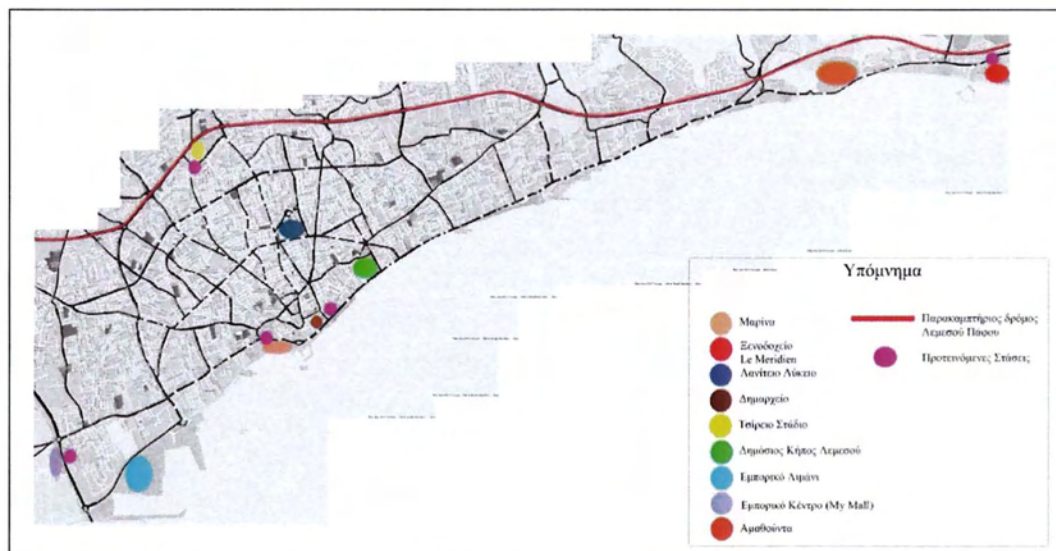 Υπόμνημα
Μαρίνα
Ξενοδοχείο
Le Meridien
Λανίτειο Λύκειο
Δημαρχείο
Τσίρειο Στάδιο
Δημόσιος Κήπος Λεμεσού
Εμπορικό Λιμάνι
Εμπορικό Κέντρο (My Mall)
Αμαθούντα
Παρακαμπτήριος δρόμος
Λεμεσού Πάφου
Προτεινόμενες Στάσεις